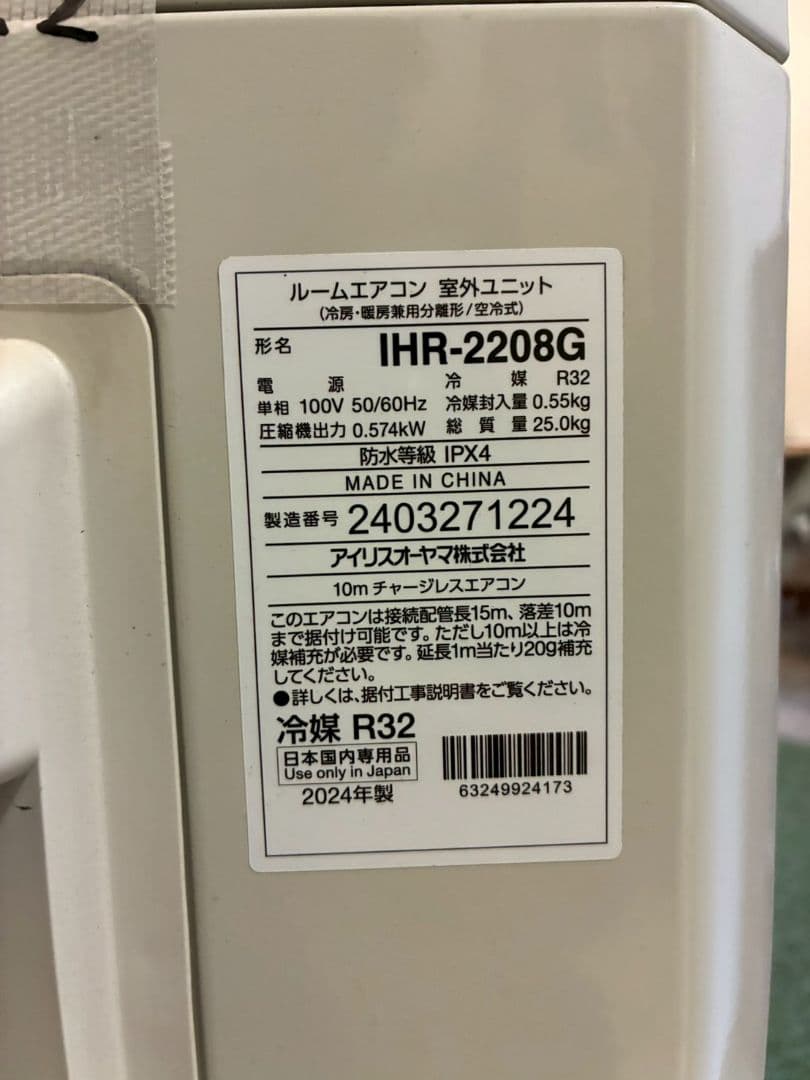 ルームエアコン 室外ユニット
(冷房・暖房兼用分離形/空冷式)
形名 IHR-2208G
電源 冷媒 R32
単相 100V 50/60Hz 冷媒封入量 0.55kg
圧縮機出力 0.574kW 総質量 25.0kg
防水等級 IPX4
MADE IN CHINA
製造番号 2403271224
アイリスオーヤマ株式会社
10m チャージレスエアコン
このエアコンは接続配管長15m、落差10m
まで据付け可能です。ただし10m以上は冷
媒補充が必要です。延長1m当たり20g補充
してください。
●詳しくは、据付工事説明書をご覧ください。
冷媒 R32
日本国内専用品
Use only in Japan
2024年製
63249924173